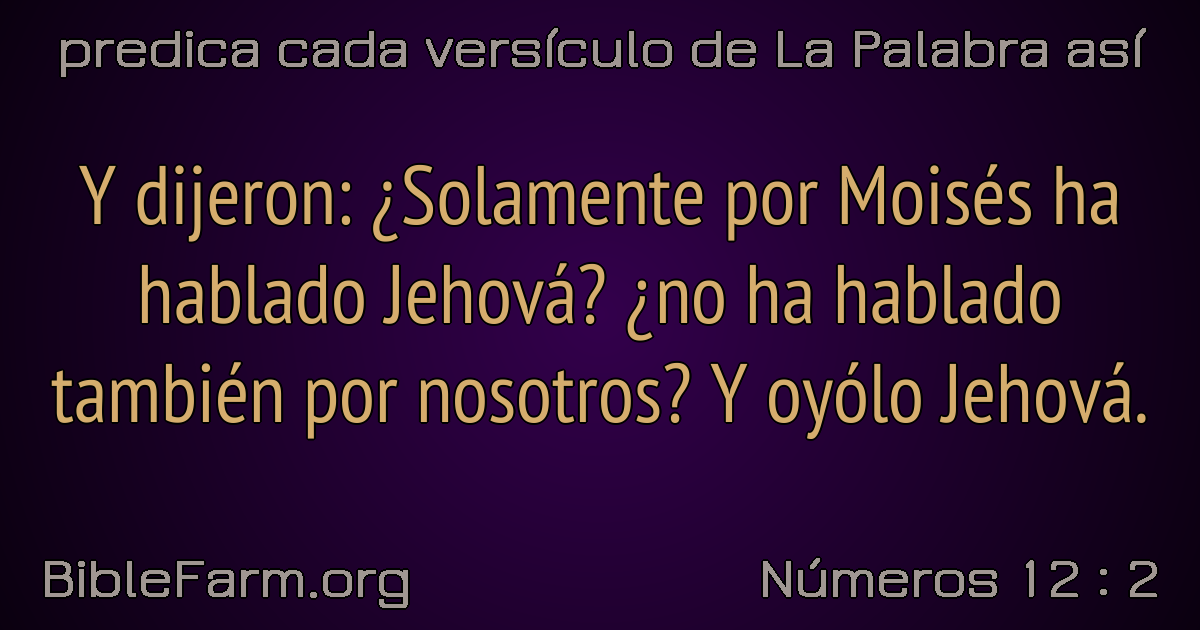 predica cada versículo de La Palabra así
Y dijeron: ¿Solamente por Moisés ha
hablado Jehová? ¿no ha hablado
también por nosotros? Y oyólo Jehová.
BibleFarm.org
Números 12 : 2